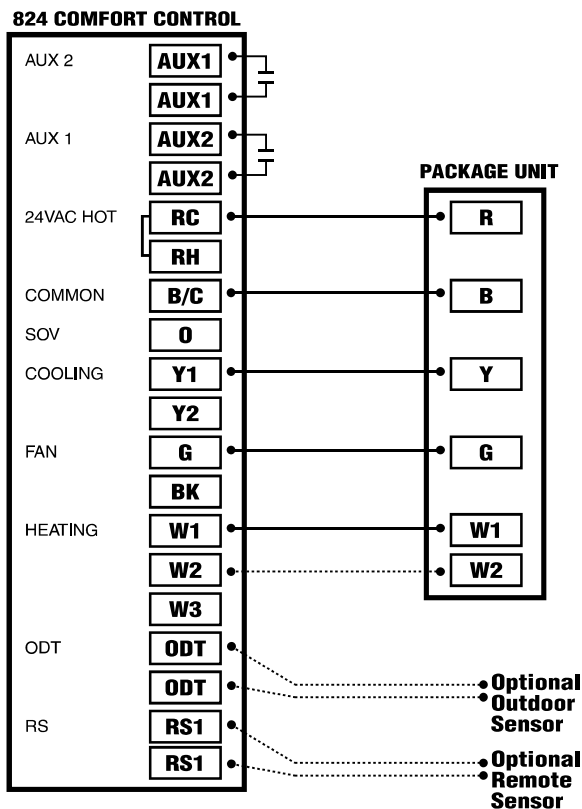 824 COMFORT CONTROL
AUX 2
AUX1
AUX1
AUX 1
AUX2
AUX2
PACKAGE UNIT
24VAC HOT
RC
R
RH
COMMON
B/C
B
SOV
O
COOLING
Y1
Y
Y2
FAN
G
G
BK
HEATING
W1
W1
W2
W2
W3
ODT
ODT
ODT
Optional
Outdoor
Sensor
RS
RS1
RS1
Optional
Remote
Sensor